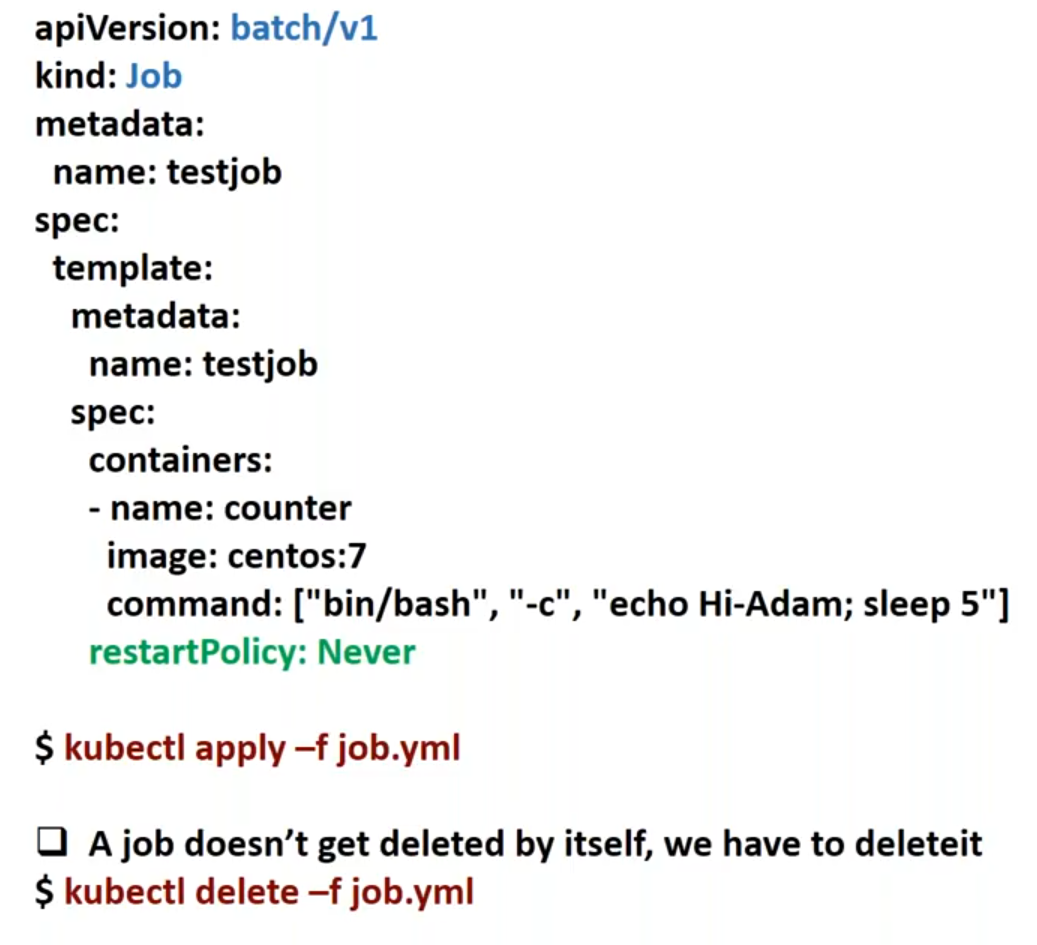 apiVersion: batch/v1
kind: Job
metadata:
  name: testjob
spec:
  template:
    metadata:
      name: testjob
    spec:
      containers:
      - name: counter
        image: centos:7
        command: ["bin/bash", "-c", "echo Hi-Adam; sleep 5"]
      restartPolicy: Never
$ kubectl apply –f job.yml
❑ A job doesn’t get deleted by itself, we have to deleteit
$ kubectl delete –f job.yml